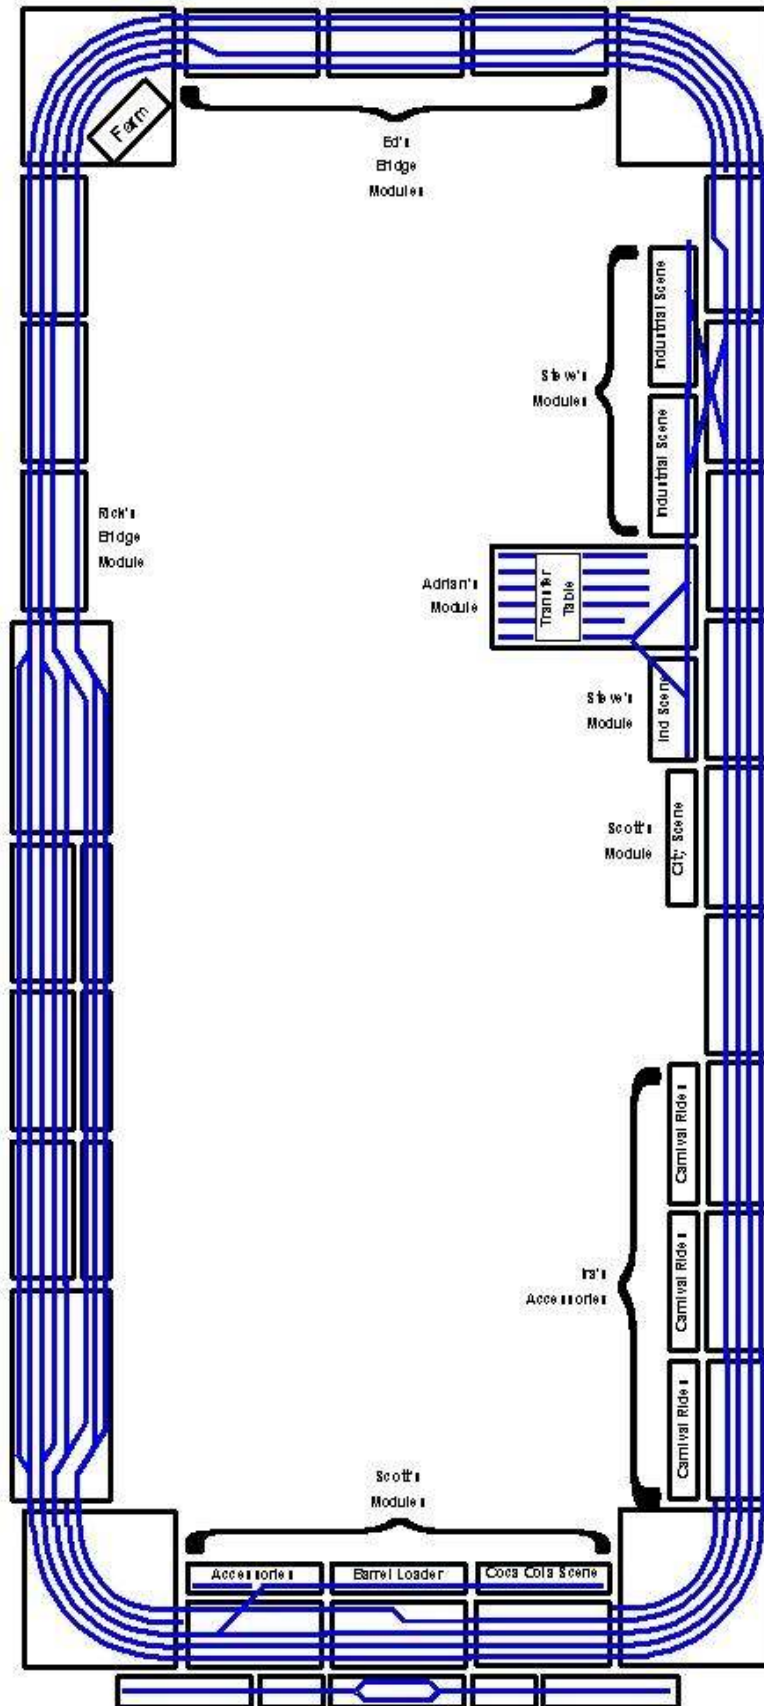 Farm
Ed's
Bridge
Modules
Industrial Scene
Steve's
Modules
Industrial Scene
Rick's
Bridge
Module
Adrian's
Module
Transfer
Table
Steve's
Module
Ind Scene
Scott's
Module
City Scene
Carnival Rides
Ira's
Accessories
Carnival Rides
Carnival Rides
Scott's
Modules
Accessories
Barrel Loader
Coca Cola Scene